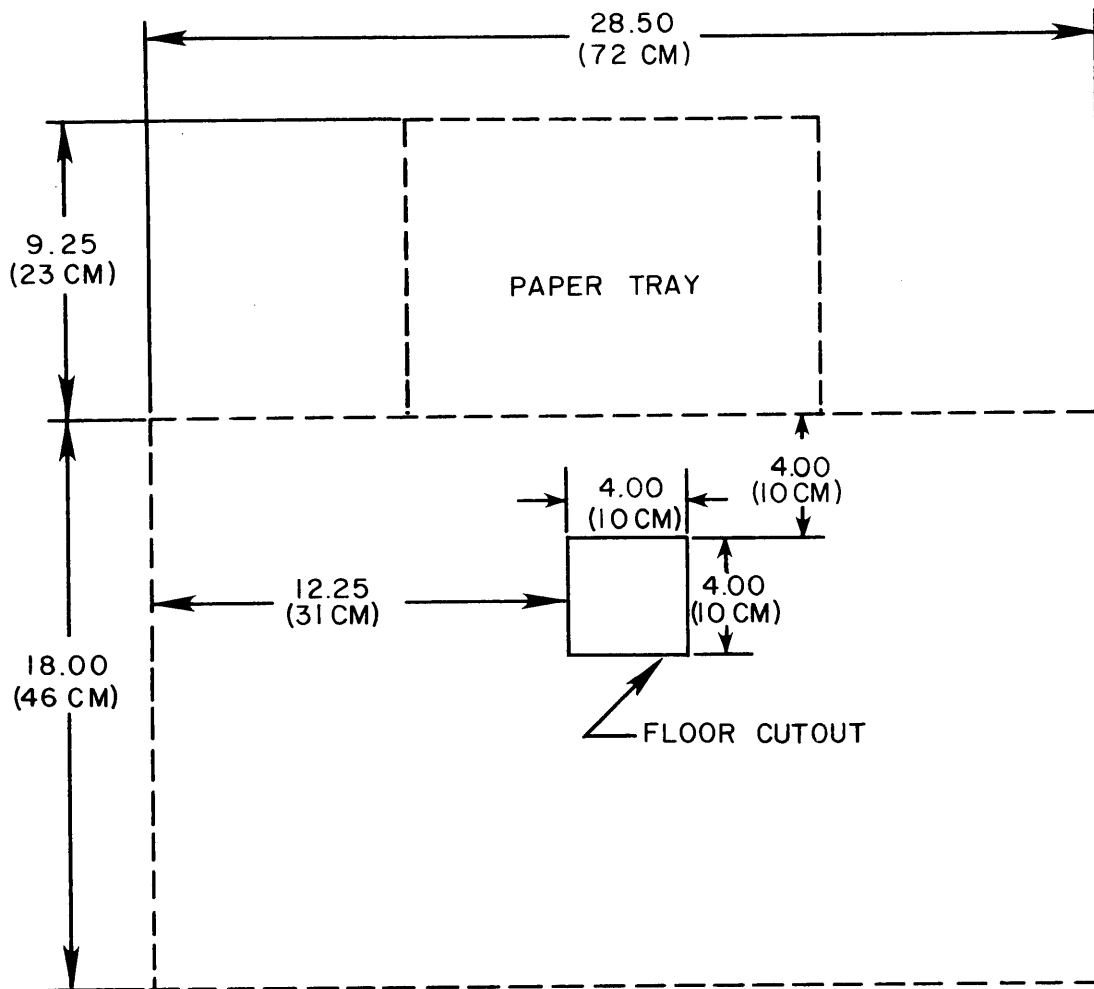 28.50
(72 CM)
9.25
(23 CM)
PAPER TRAY
4.00
(10 CM)
4.00
(10 CM)
12.25
(31 CM)
4.00
(10 CM)
18.00
(46 CM)
FLOOR CUTOUT